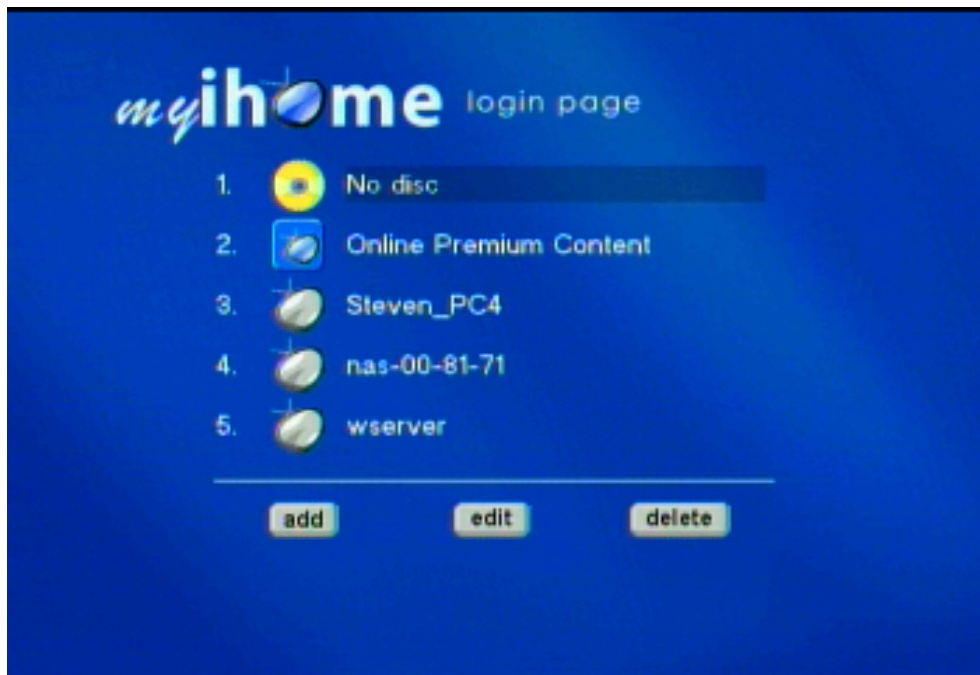 myihome login page
1. No disc
2. Online Premium Content
3. Steven_PC4
4. nas-00-81-71
5. wserver
add edit delete